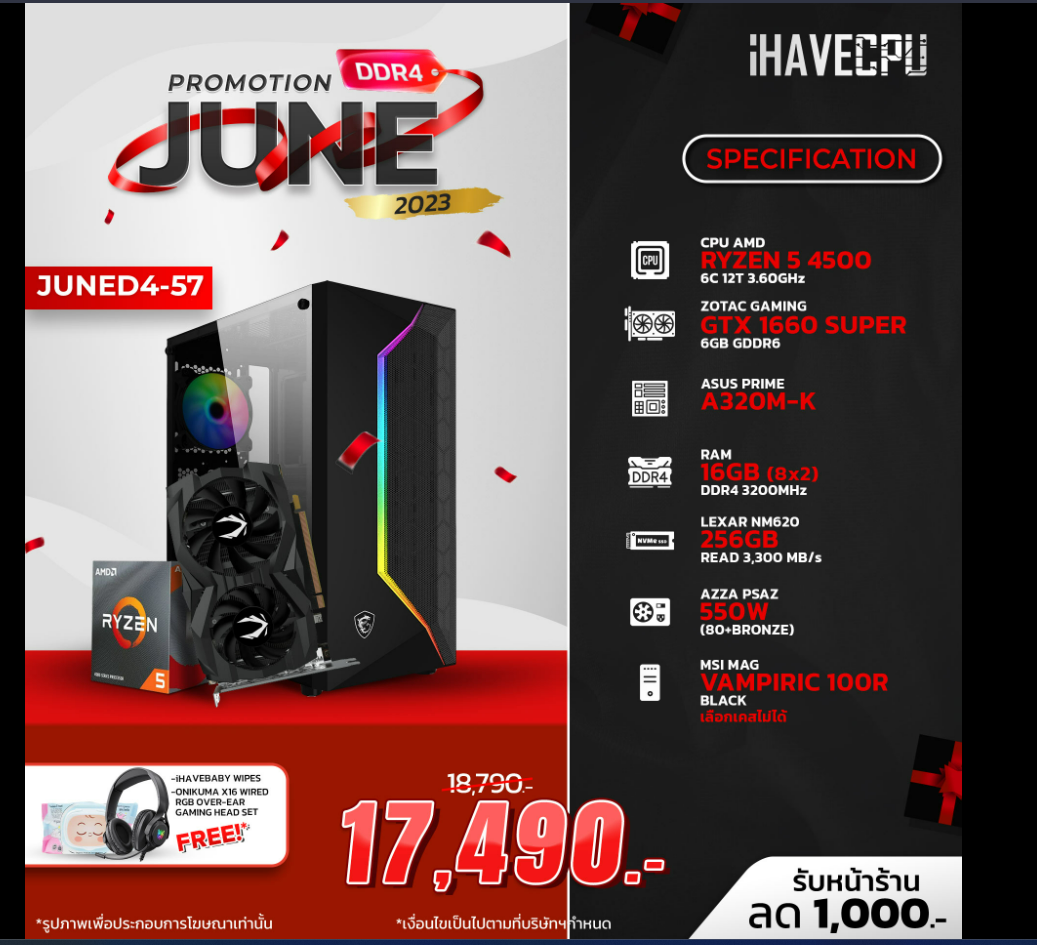 PROMOTION
DDR4
JUNE
2023
JUNED4-57
AMD
RYZEN
5
-iHAVEBABY WIPES
-ONIKUMA X16 WIRED
RGB OVER-EAR
GAMING HEAD SET
FREE!*
18,790.-
17,490.-
*รูปภาพเพื่อประกอบการโฆษณาเท่านั้น
*เงื่อนไขเป็นไปตามที่บริษัทฯกำหนด
iHAVECPU
SPECIFICATION
CPU
CPU AMD
RYZEN 5 4500
6C 12T 3.60GHz
ZOTAC GAMING
GTX 1660 SUPER
6GB GDDR6
ASUS PRIME
A320M-K
DDR4
RAM
16GB (8x2)
DDR4 3200MHz
NVMe SSD
LEXAR NM620
256GB
READ 3,300 MB/s
AZZA PSAZ
550W
(80+BRONZE)
MSI MAG
VAMPIRIC 100R
BLACK
เลือกเคสไม่ได้
รับหน้าร้าน
ลด 1,000.-